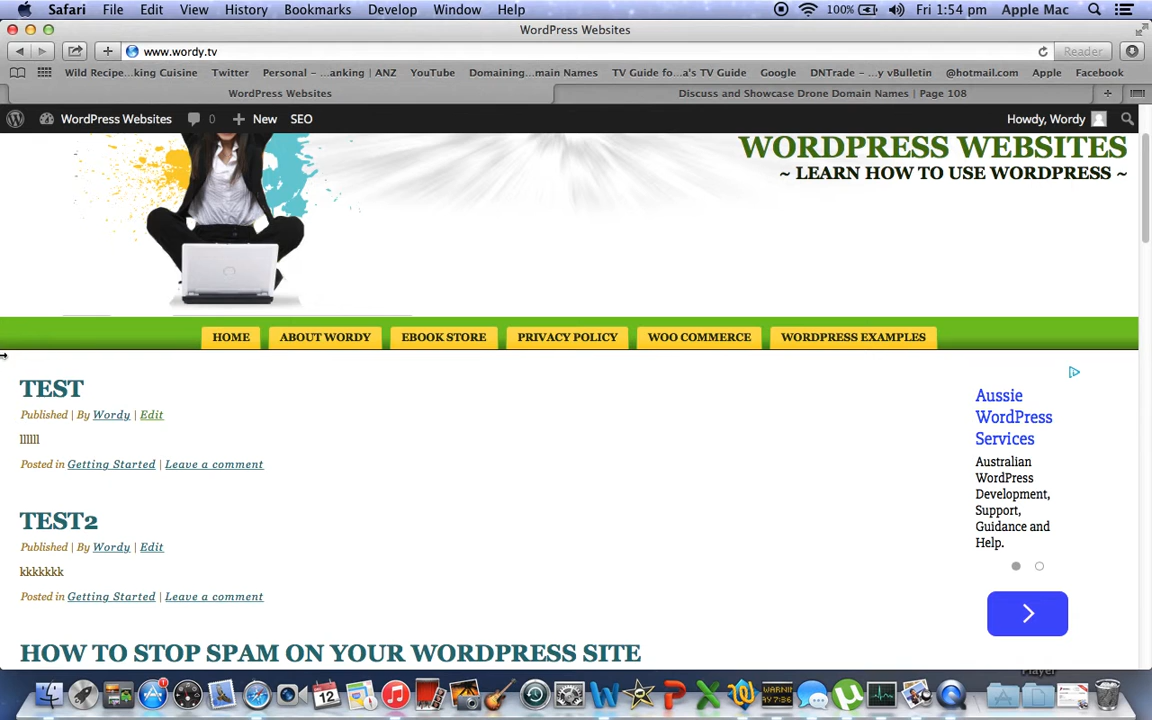 Safari File Edit View History Bookmarks Develop Window Help 100% Fri 1:54 pm Apple Mac
WordPress Websites
www.wordy.tv Reader
Wild Recipe...king Cuisine Twitter Personal – ...anking | ANZ YouTube Domaining...main Names TV Guide fo...a's TV Guide Google DNTrade – ...y vBulletin @hotmail.com Apple Facebook
WordPress Websites Discuss and Showcase Drone Domain Names | Page 108
WordPress Websites 0 New SEO Howdy, Wordy
WORDPRESS WEBSITES
~ LEARN HOW TO USE WORDPRESS ~
HOME ABOUT WORDY EBOOK STORE PRIVACY POLICY WOO COMMERCE WORDPRESS EXAMPLES
TEST
Published | By Wordy | Edit
llllll
Posted in Getting Started | Leave a comment
TEST2
Published | By Wordy | Edit
kkkkkkk
Posted in Getting Started | Leave a comment
HOW TO STOP SPAM ON YOUR WORDPRESS SITE
Aussie
WordPress
Services
Australian
WordPress
Development,
Support,
Guidance and
Help.
12
1